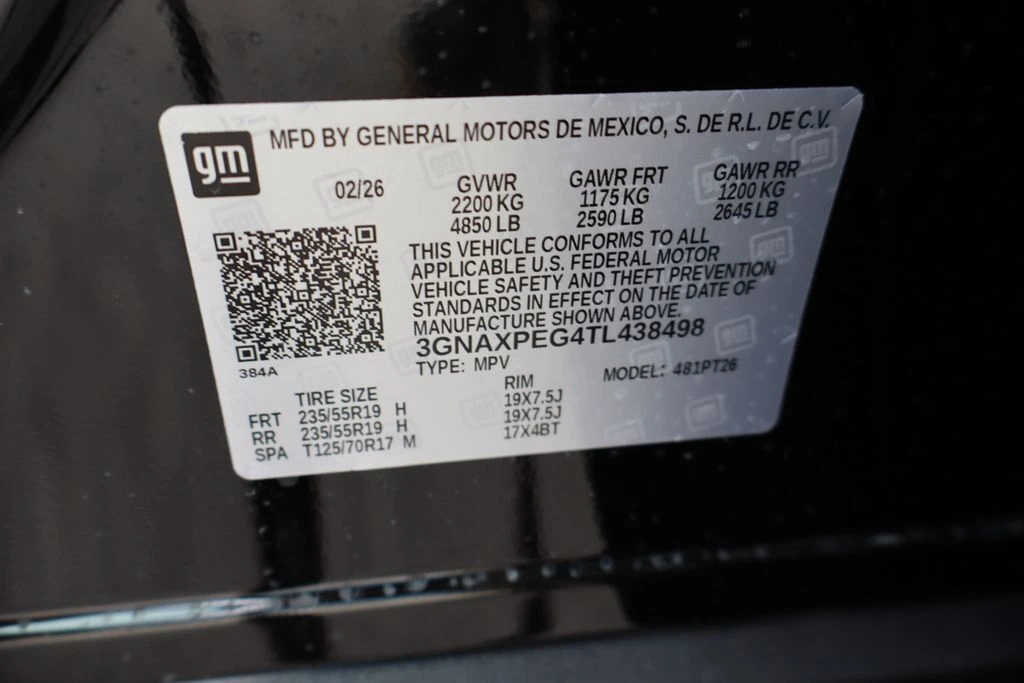 gm
MFD BY GENERAL MOTORS DE MEXICO, S. DE R.L. DE C.V.
02/26
GVWR GAWR FRT GAWR RR
2200 KG 1175 KG 1200 KG
4850 LB 2590 LB 2645 LB
THIS VEHICLE CONFORMS TO ALL
APPLICABLE U.S. FEDERAL MOTOR
VEHICLE SAFETY AND THEFT PREVENTION
STANDARDS IN EFFECT ON THE DATE OF
MANUFACTURE SHOWN ABOVE.
3GNAXPEG4TL438498
TYPE: MPV MODEL: 481PT26
384A
TIRE SIZE RIM
FRT 235/55R19 H 19X7.5J
RR 235/55R19 H 19X7.5J
SPA T125/70R17 M 17X4BT